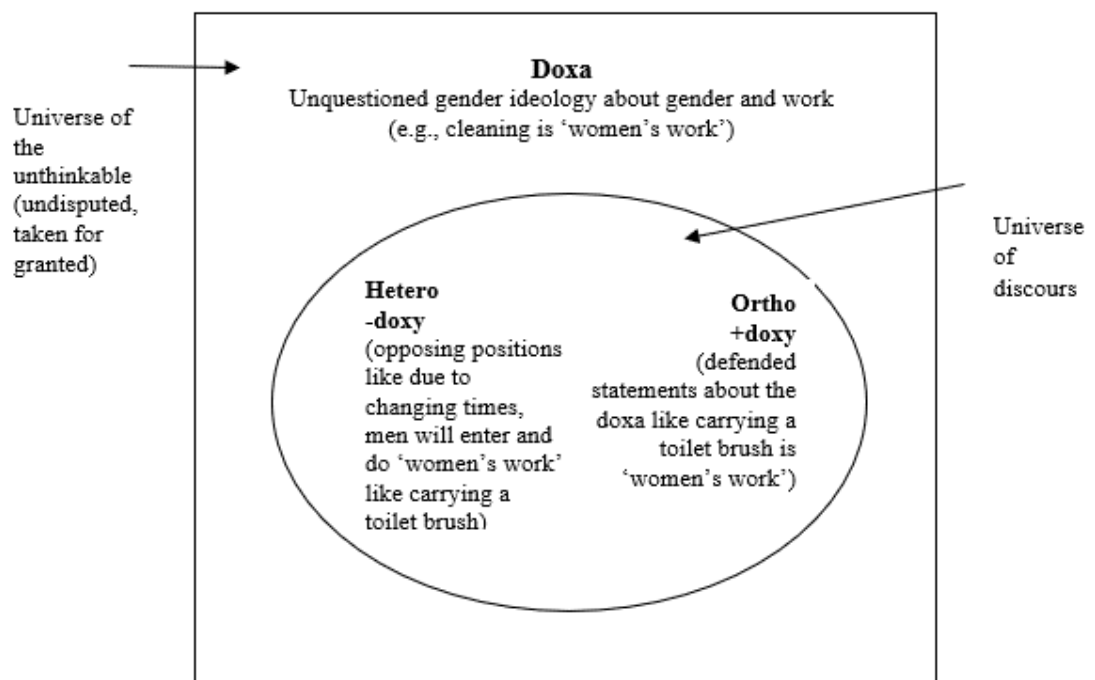 Doxa
Unquestioned gender ideology about gender and work
(e.g., cleaning is ‘women’s work’)
Universe of
the
unthinkable
(undisputed,
taken for
granted)
Universe
of
discours
Hetero
-doxy
(opposing positions
like due to
changing times,
men will enter and
do ‘women’s work’
like carrying a
toilet brush)
Ortho
+doxy
(defended
statements about the
doxa like carrying a
toilet brush is
‘women’s work’)